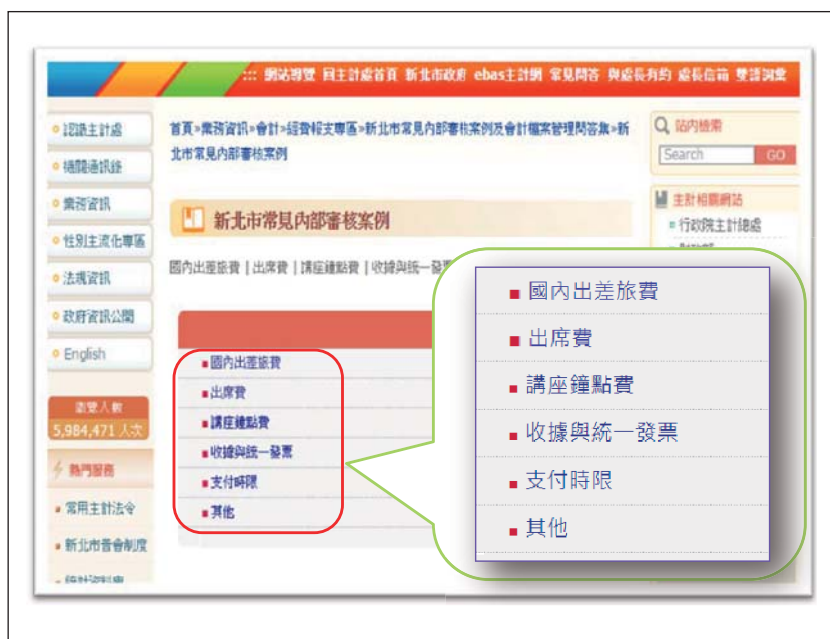 ::: 網站導覽 回主計處首頁 新北市政府 ebas主計網 常見問答 與處長有約 處長信箱 雙語詞彙
認識主計處
機關通訊錄
業務資訊
性別主流化專區
法規資訊
政府資訊公開
English
瀏覽人數
5,984,471 人次
熱門服務
常用主計法令
新北市普會制度
統計資料庫
首頁»業務資訊»會計»經費報支專區»新北市常見內部審核案例及會計檔案管理問答集»新
北市常見內部審核案例
新北市常見內部審核案例
國內出差旅費 | 出席費 | 講座鐘點費 | 收據與統一發票
國內出差旅費
出席費
講座鐘點費
收據與統一發票
支付時限
其他
站內檢索
Search GO
主計相關網站
行政院主計總處
國內出差旅費
出席費
講座鐘點費
收據與統一發票
支付時限
其他